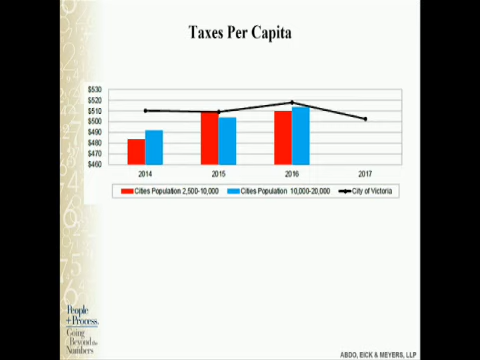 Taxes Per Capita
$530
$520
$510
$500
$490
$480
$470
$460
2014 2015 2016 2017
Cities Population 2,500-10,000 Cities Population 10,000-20,000 City of Victoria
People
+Process.
Going
Beyond the
Numbers
ABDO, EICK & MEYERS, LLP